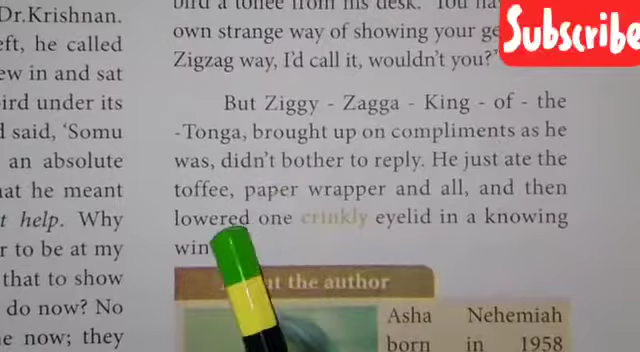 Dr.Krishnan.
eft, he called
ew in and sat
ird under its
d said, ‘Somu
an absolute
hat he meant
t help. Why
r to be at my
that to show
do now? No
e now; they
bird a toffee from his desk. ‘You ha
own strange way of showing your ge
Zigzag way, I’d call it, wouldn’t you?’
But Ziggy - Zagga - King - of - the
-Tonga, brought up on compliments as he
was, didn’t bother to reply. He just ate the
toffee, paper wrapper and all, and then
lowered one crinkly eyelid in a knowing
win
t the author
Asha Nehemiah
born in 1958
Subscribe